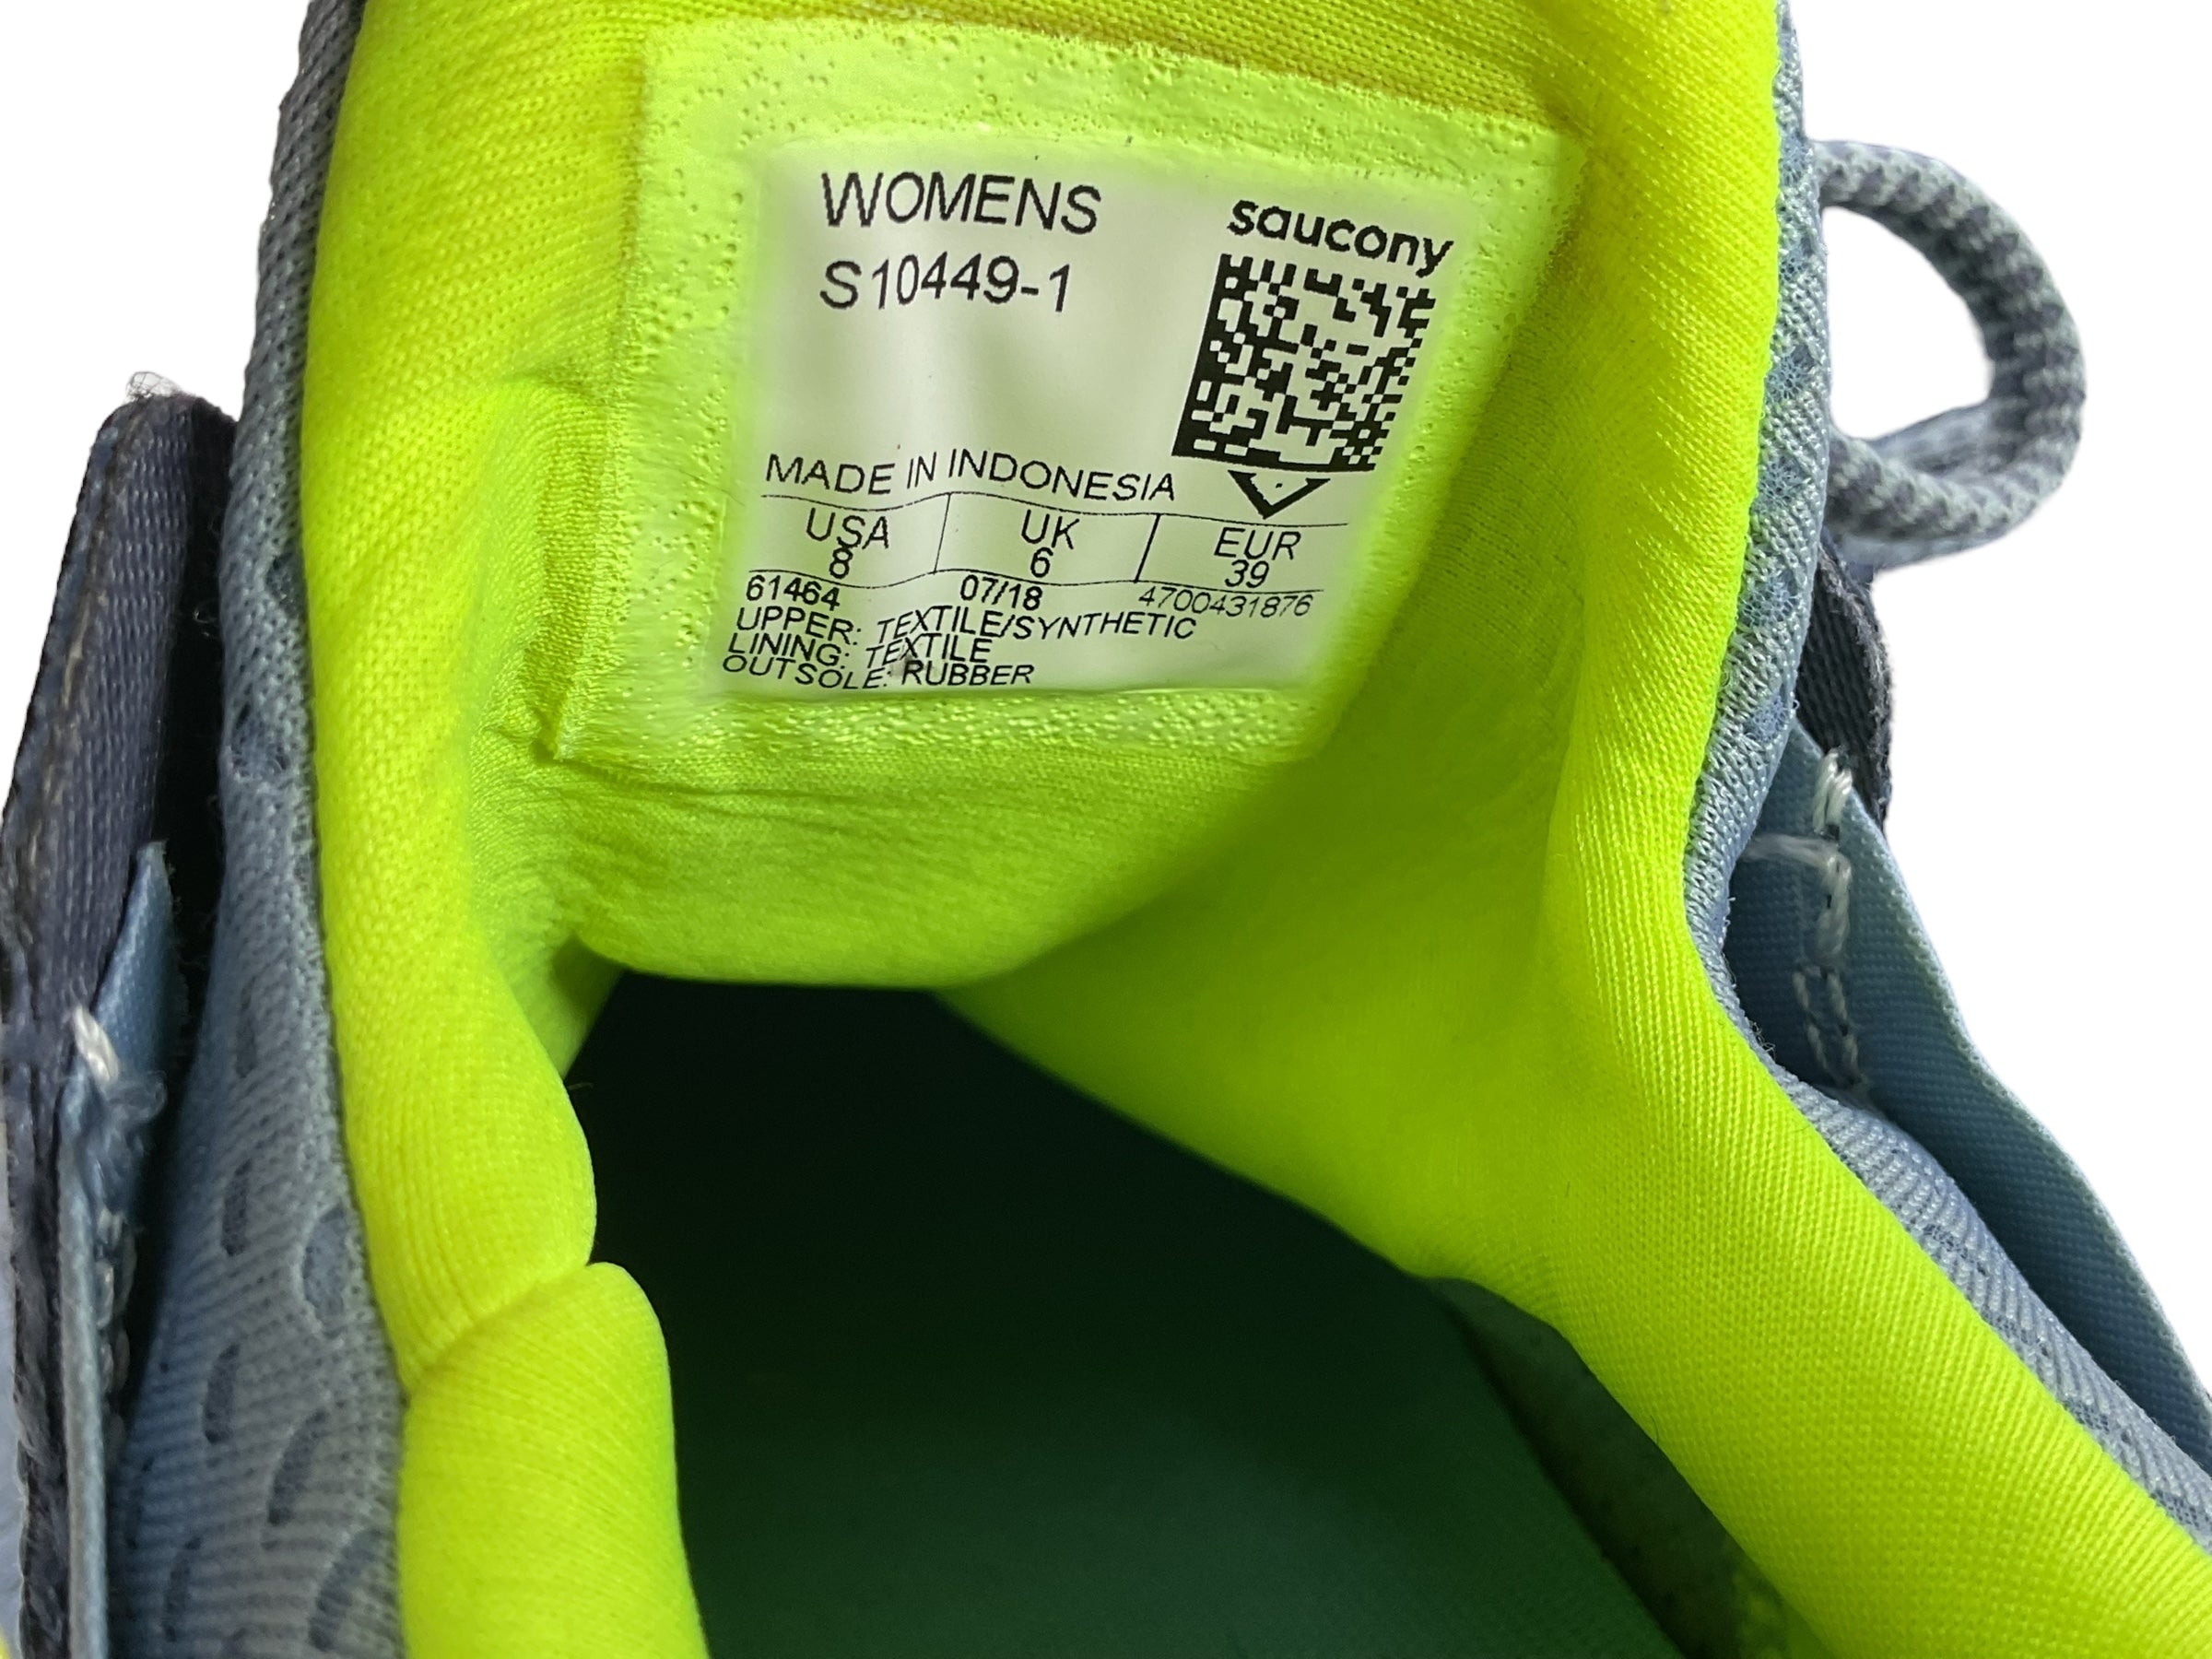 WOMENS
saucony
S10449-1
MADE IN INDONESIA
USA UK EUR
8 6 39
61464 07/18 4700431876
UPPER: TEXTILE/SYNTHETIC
LINING: TEXTILE
OUTSOLE: RUBBER